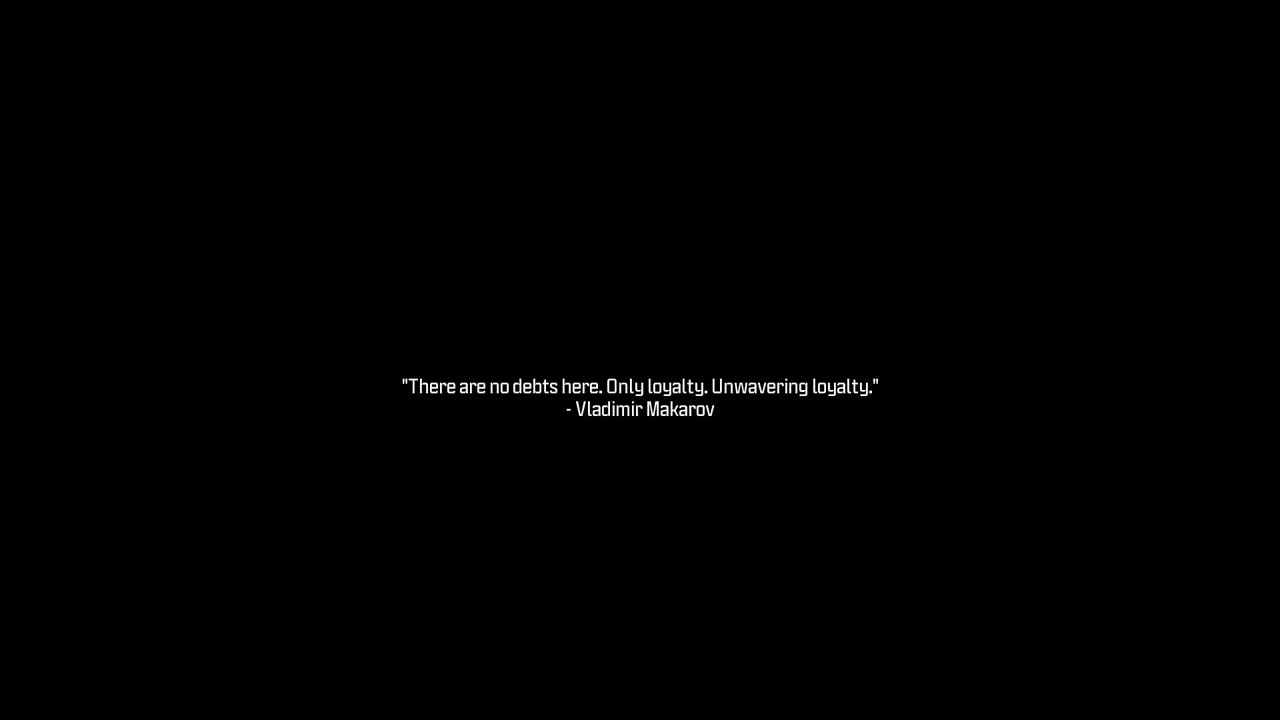 "There are no debts here. Only loyalty. Unwavering loyalty."
- Vladimir Makarov